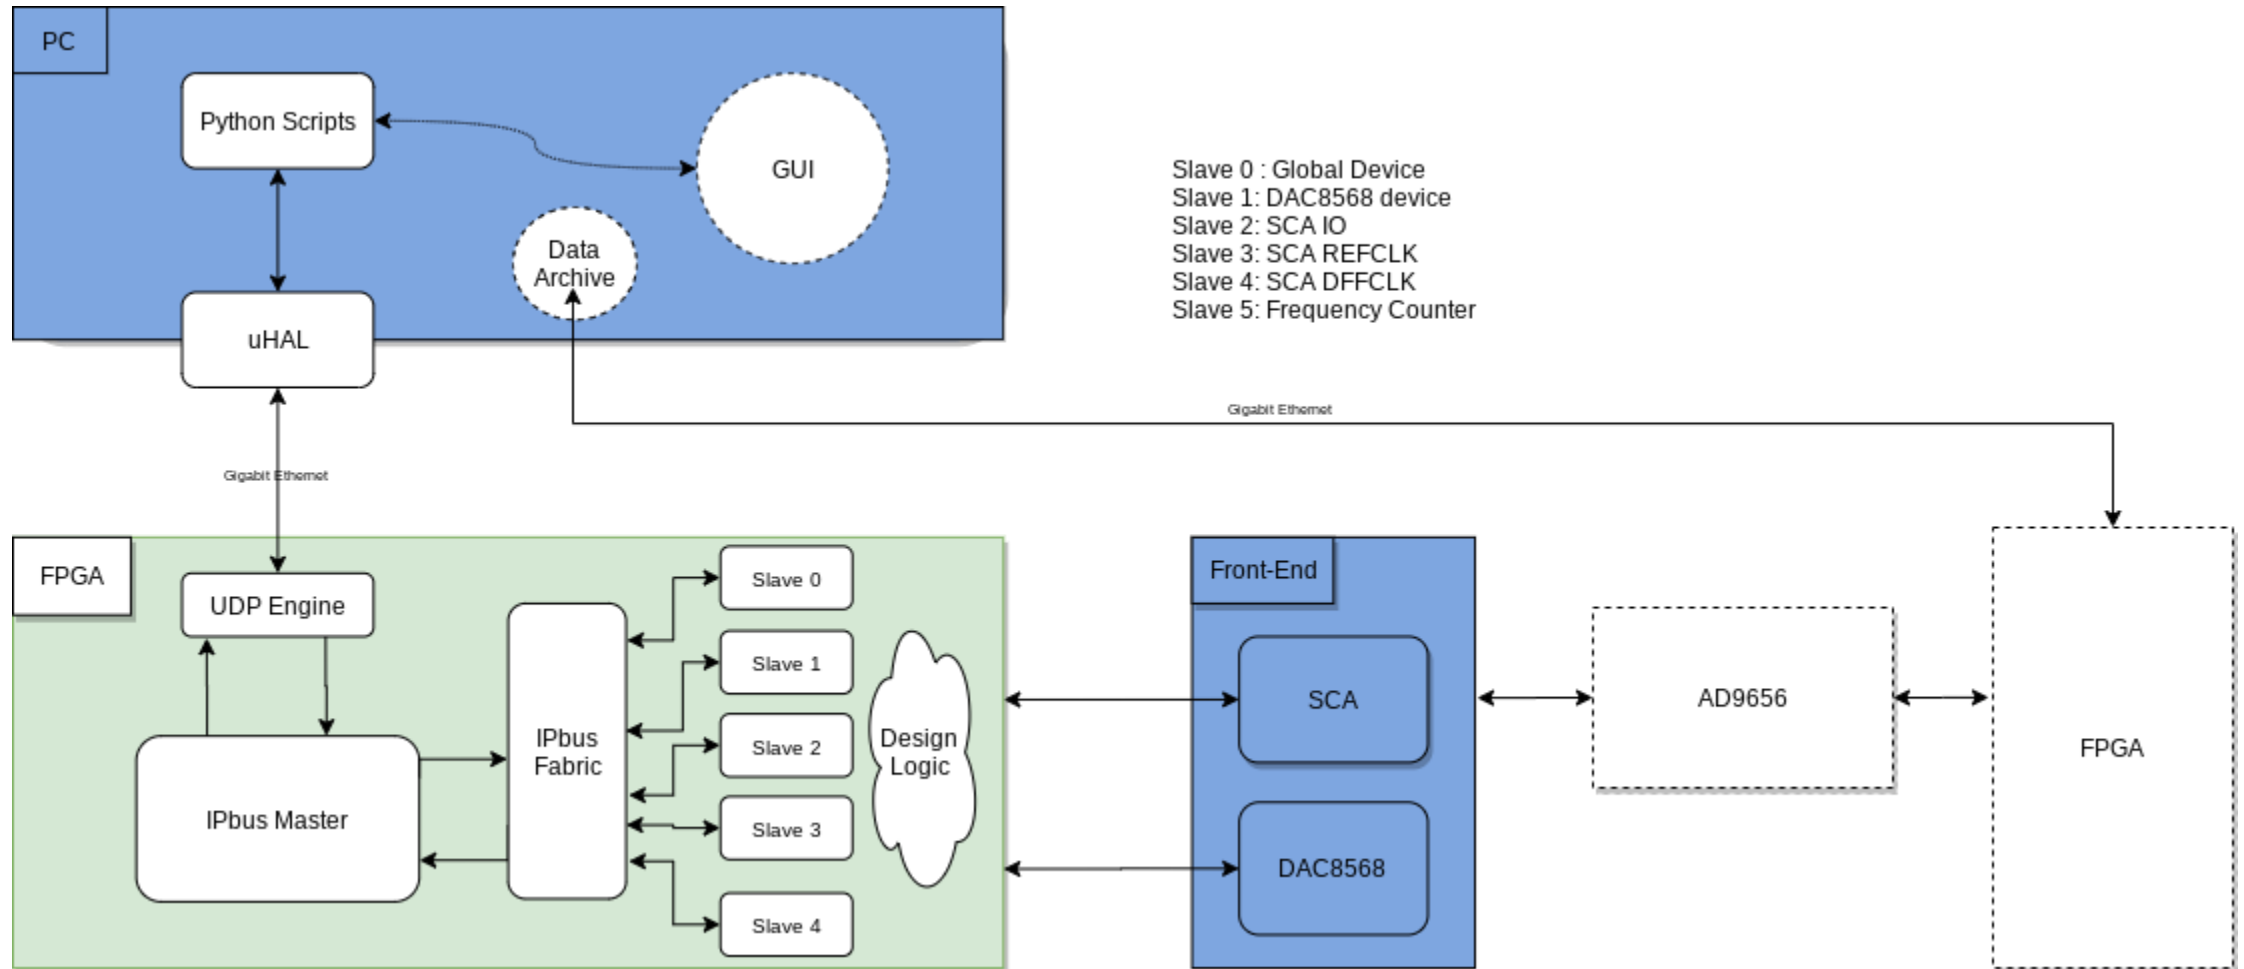 PC
Python Scripts
GUI
Data
Archive
uHAL
Slave 0 : Global Device
Slave 1: DAC8568 device
Slave 2: SCA IO
Slave 3: SCA REFCLK
Slave 4: SCA DFFCLK
Slave 5: Frequency Counter
Gigabit Ethernet
Gigabit Ethernet
FPGA
UDP Engine
IPbus Master
IPbus
Fabric
Slave 0
Slave 1
Slave 2
Slave 3
Slave 4
Design
Logic
Front-End
SCA
DAC8568
AD9656
FPGA